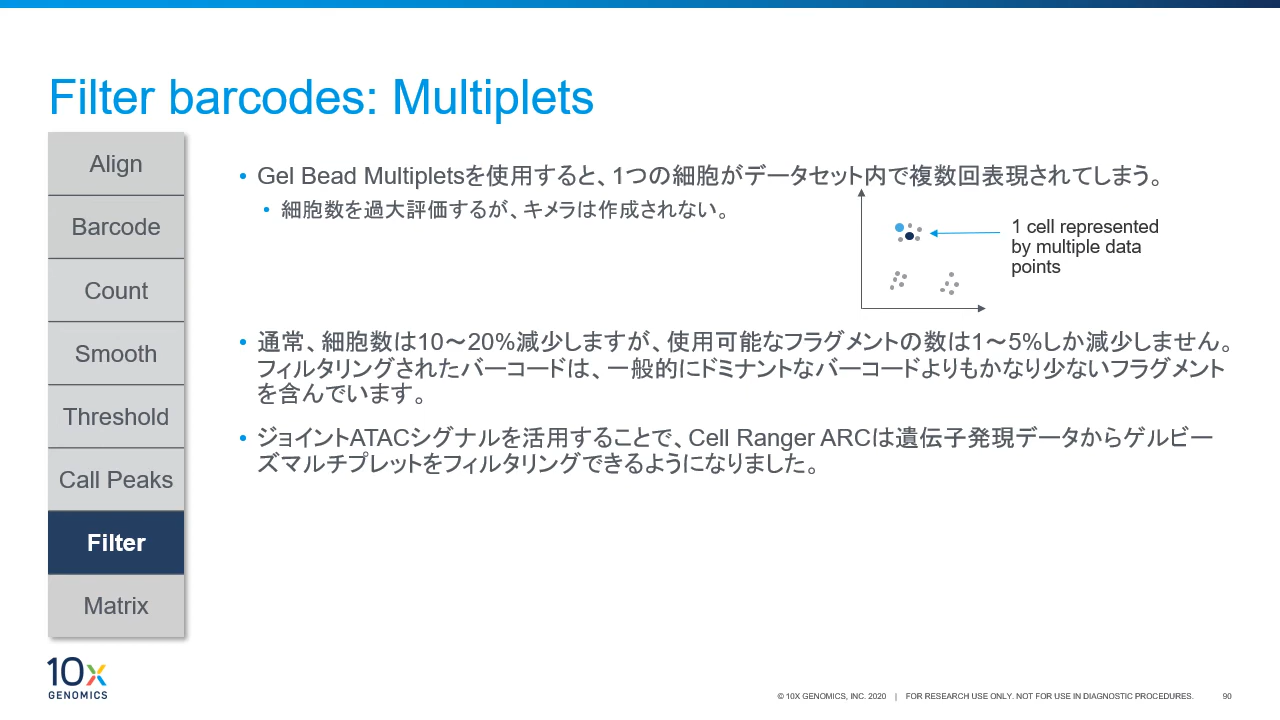 Filter barcodes: Multiplets
Align
Barcode
Count
Smooth
Threshold
Call Peaks
Filter
Matrix
• Gel Bead Multipletsを使用すると、1つの細胞がデータセット内で複数回表現されてしまう。
• 細胞数を過大評価するが、キメラは作成されない。
1 cell represented
by multiple data
points
• 通常、細胞数は10～20%減少しますが、使用可能なフラグメントの数は1～5%しか減少しません。
フィルタリングされたバーコードは、一般的にドミナントなバーコードよりもかなり少ないフラグメント
を含んでいます。
• ジョイントATACシグナルを活用することで、Cell Ranger ARCは遺伝子発現データからゲルビー
ズマルチプレットをフィルタリングできるようになりました。
10x
GENOMICS
© 10X GENOMICS, INC. 2020 | FOR RESEARCH USE ONLY. NOT FOR USE IN DIAGNOSTIC PROCEDURES. 90